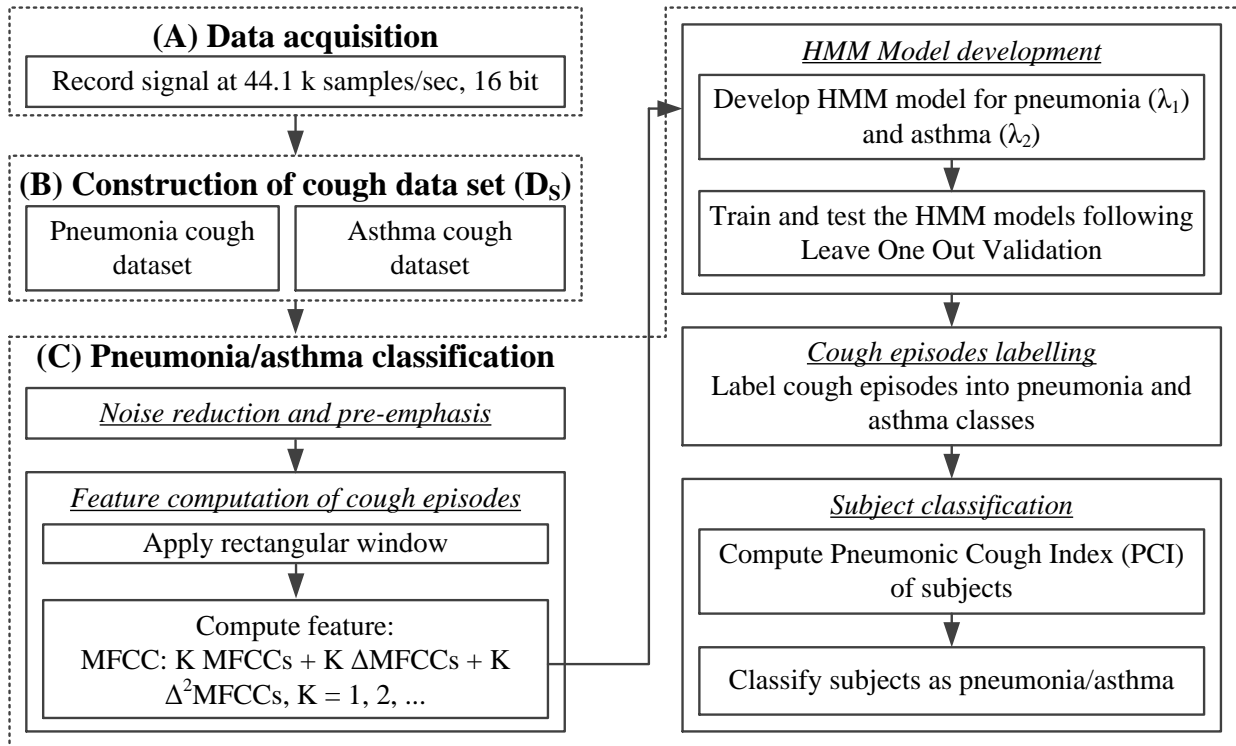 (A) Data acquisition
Record signal at 44.1 k samples/sec, 16 bit
(B) Construction of cough data set (D_S)
Pneumonia cough
dataset
Asthma cough
dataset
(C) Pneumonia/asthma classification
Noise reduction and pre-emphasis
Feature computation of cough episodes
Apply rectangular window
Compute feature:
MFCC: K MFCCs + K ΔMFCCs + K
Δ²MFCCs, K = 1, 2, ...
HMM Model development
Develop HMM model for pneumonia (λ₁)
and asthma (λ₂)
Train and test the HMM models following
Leave One Out Validation
Cough episodes labelling
Label cough episodes into pneumonia and
asthma classes
Subject classification
Compute Pneumonic Cough Index (PCI)
of subjects
Classify subjects as pneumonia/asthma